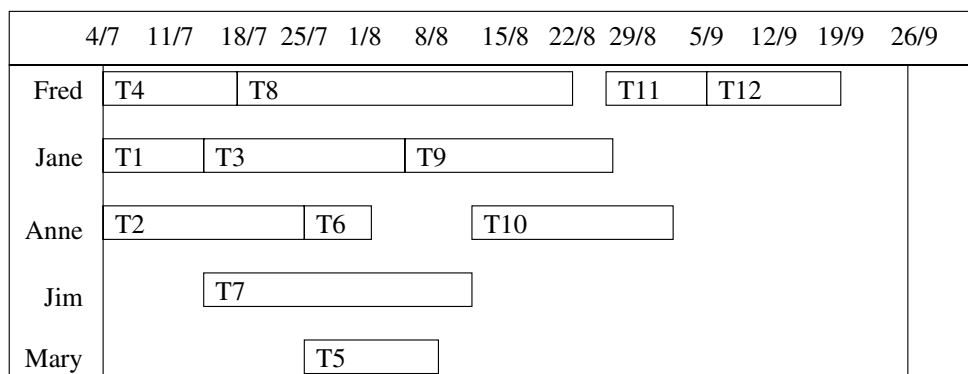 4/7 11/7 18/7 25/7 1/8 8/8 15/8 22/8 29/8 5/9 12/9 19/9 26/9
Fred T4 T8 T11 T12
Jane T1 T3 T9
Anne T2 T6 T10
Jim T7
Mary T5